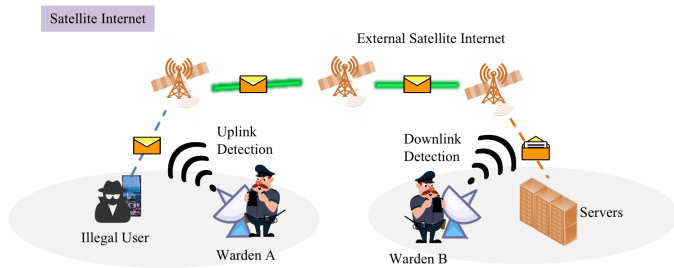 Satellite Internet
External Satellite Internet
Uplink
Detection
Downlink
Detection
Illegal User
Warden A
Warden B
Servers